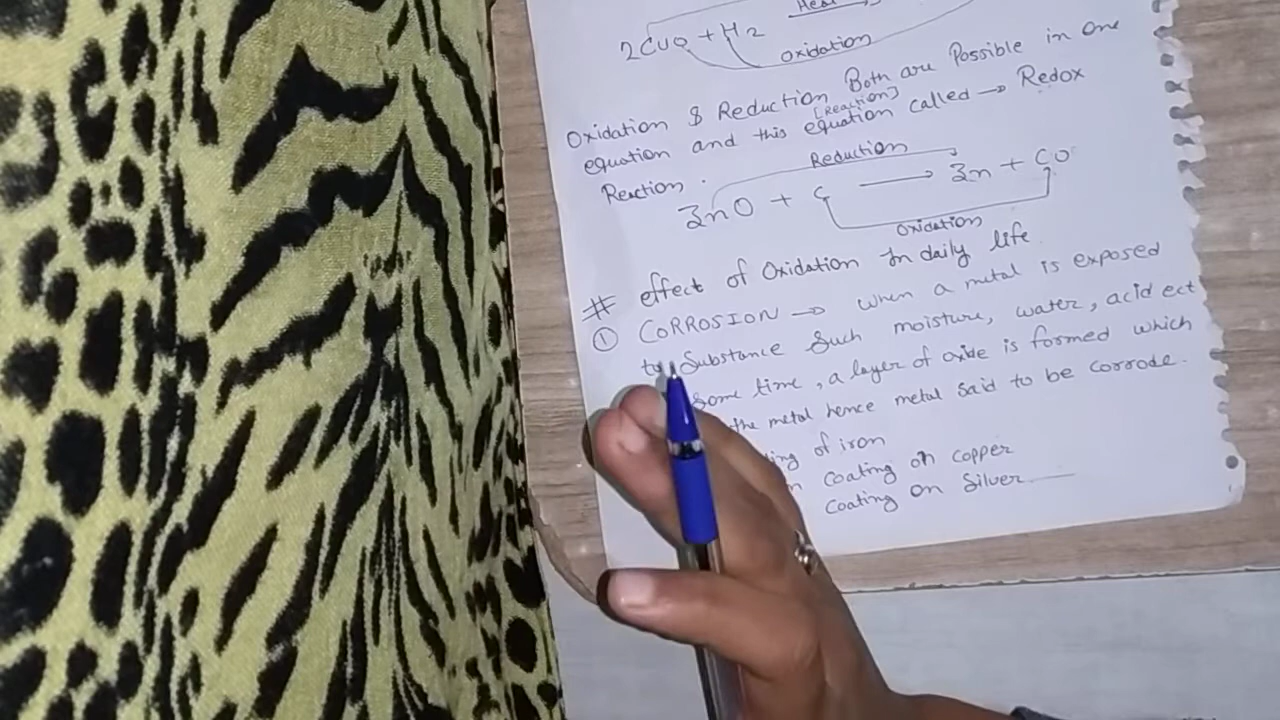 Heat
2CuO + H2
Oxidation
Oxidation & Reduction Both are Possible in One
[Reaction]
equation and this equation called → Redox
Reaction.
Reduction
ZnO + C → Zn + CO
Oxidation
# effect of Oxidation In daily life
① CORROSION → when a metal is exposed
to Substance Such moisture, water, acid ect
some time, a layer of oxide is formed which
the metal hence metal said to be corrode.
ing of iron
n coating on copper
coating on Silver